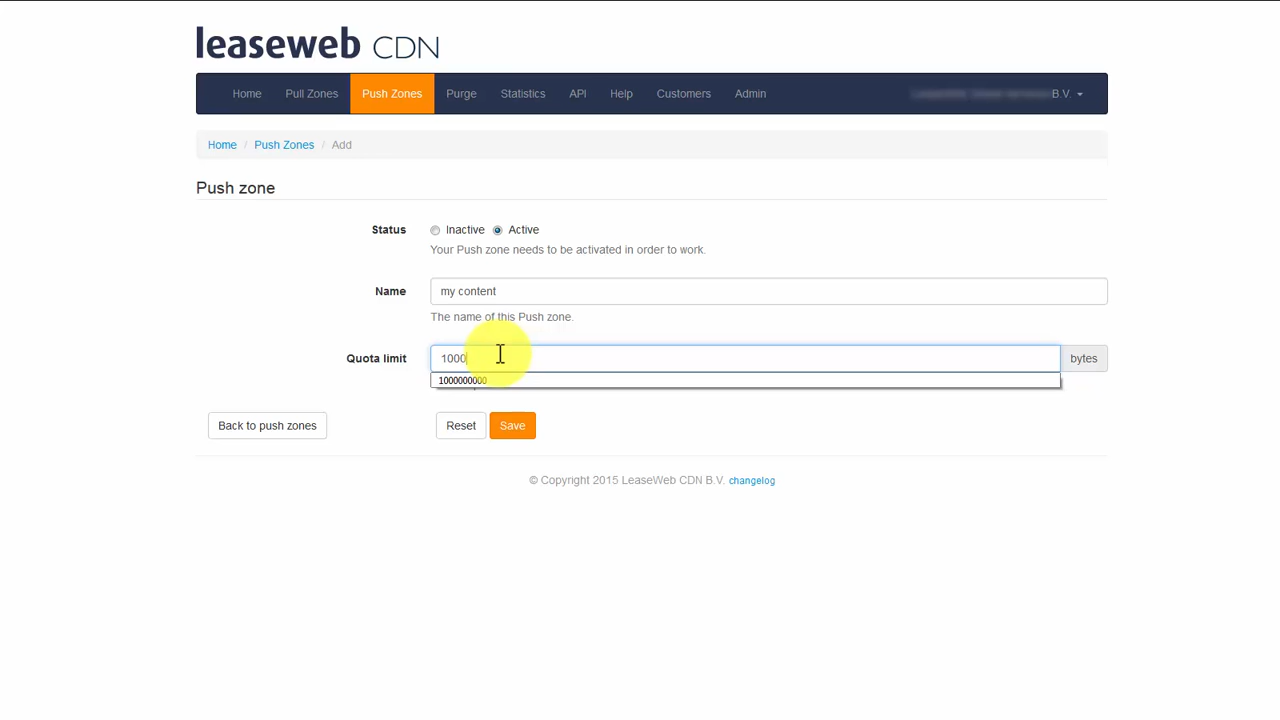 leaseweb CDN
Home Pull Zones Push Zones Purge Statistics API Help Customers Admin B.V.
Home / Push Zones / Add
Push zone
Status Inactive Active
Your Push zone needs to be activated in order to work.
Name my content
The name of this Push zone.
Quota limit 1000 bytes
1000000000
Back to push zones Reset Save
© Copyright 2015 LeaseWeb CDN B.V. changelog